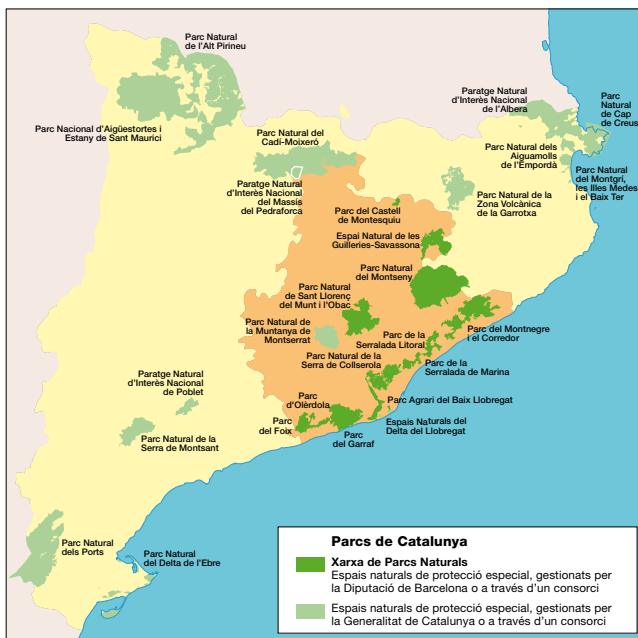 Parc Natural
de l'Alt Pirineu
Parc Nacional d'Aigüestortes i
Estany de Sant Maurici
Parc Natural del
Cadí-Moixeró
Paratge Natural
d'Interès Nacional
de l'Albera
Parc
Natural
de Cap
de Creus
Parc Natural dels
Aiguamolls de
l'Empordà
Parc Natural
del Montgrí,
les Illes Medes
i el Baix Ter
Paratge Natural
d'Interès Nacional
del Massís
del Pedraforca
Parc Natural de la
Zona Volcànica
de la Garrotxa
Parc del Castell
de Montesquiu
Espai Natural de les
Guilleries-Savassona
Parc Natural
del Montseny
Parc Natural
de Sant Llorenç
del Munt i l'Obac
Parc Natural de
la Muntanya de
Montserrat
Parc de la
Serralada Litoral
Parc del Montnegre
i el Corredor
Parc Natural de la
Serra de Collserola
Parc de la
Serralada de Marina
Paratge Natural
d'Interès Nacional
de Poblet
Parc
d'Olèrdola
Parc Agrari del Baix Llobregat
Parc
del Foix
Espais Naturals del
Delta del Llobregat
Parc
del Garraf
Parc Natural de la
Serra de Montsant
Parc Natural
dels Ports
Parc Natural
del Delta de l'Ebre
Parcs de Catalunya
Xarxa de Parcs Naturals
Espais naturals de protecció especial, gestionats per
la Diputació de Barcelona o a través d'un consorci
Espais naturals de protecció especial, gestionats per
la Generalitat de Catalunya o a través d'un consorci